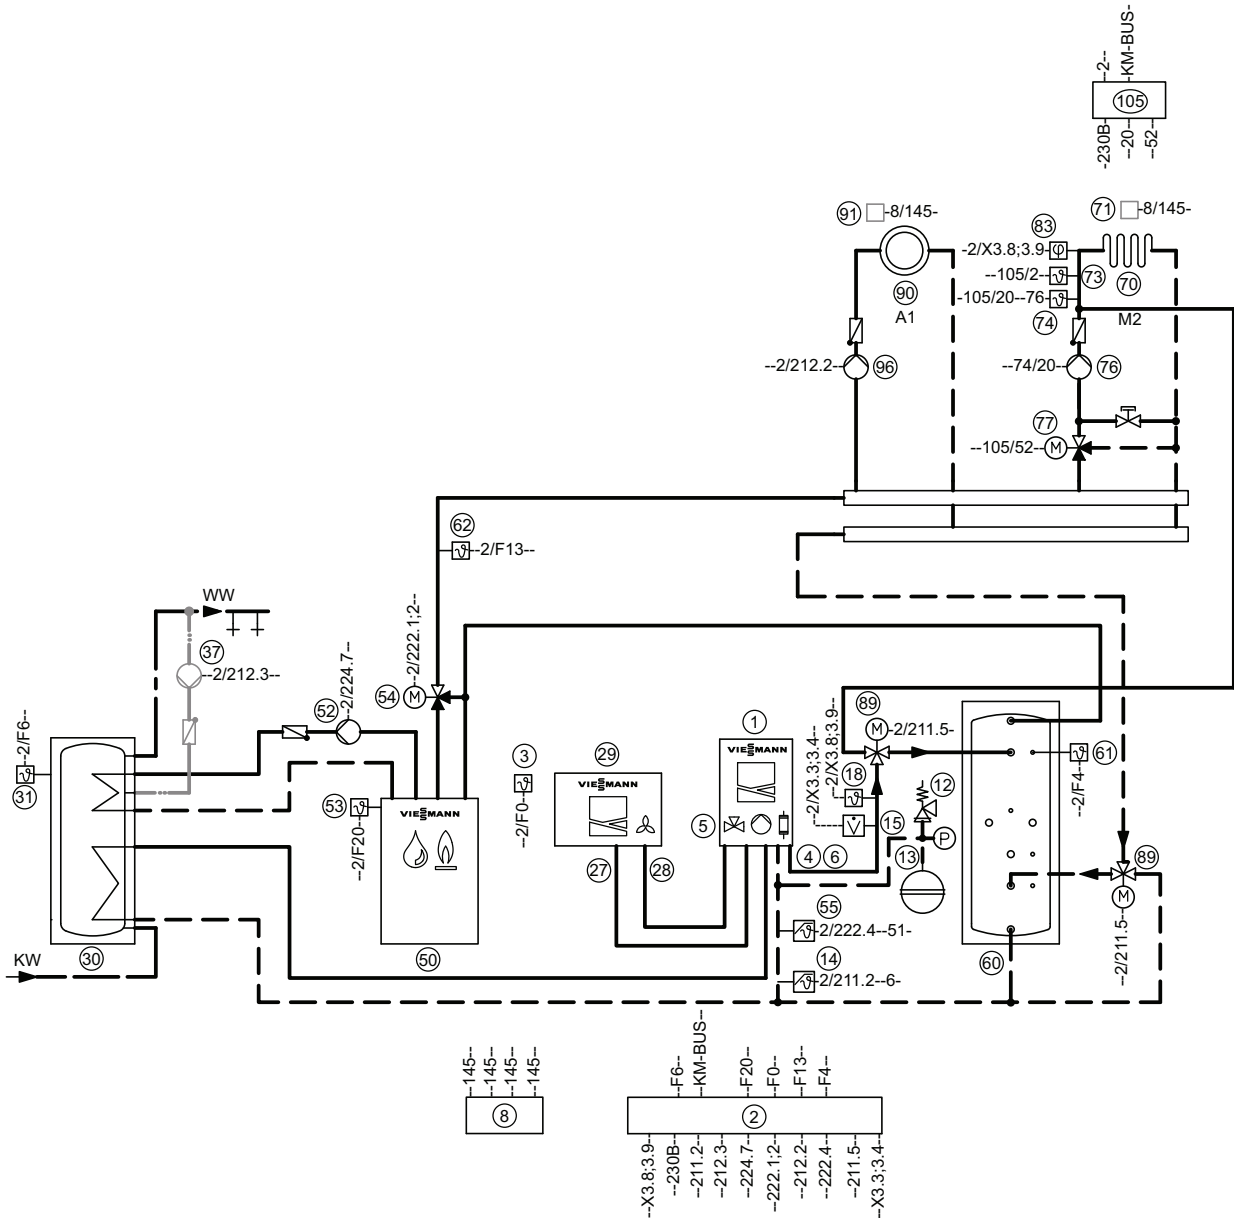 --2--
KM-BUS-
105
-230B--
--20--
--52--
91
-8/145-
71
-8/145-
83
-2/X3.8;3.9-
--105/2--
73
-105/20--76
90
A1
70
74
M2
--2/212.2--
96
--74/20--
76
77
--105/52--
M
62
--2/F13--
WW
37
--2/212.3--
52
--2/224.7--
54
M
--2/222.1;2--
--2/F6--
31
53
--2/F20--
VIESMANN
3
--2/F0--
29
VIESMANN
1
VIESMANN
5
27
28
4
6
--2/X3.3;3.4--
--2/X3.8;3.9--
18
15
V
89
M
-2/211.5-
12
P
13
61
--2/F4--
89
M
--2/211.5--
55
-2/222.4--51-
14
-2/211.2--6-
KW
30
50
60
--145--
--145--
--145--
--145--
8
--F6--
--KM-BUS--
--F20--
--F0--
--F13--
--F4--
2
--X3.8;3.9--
--230B--
--211.2--
--212.3--
--224.7--
--222.1;2--
--212.2--
--222.4--
--211.5--
--X3.3;3.4--